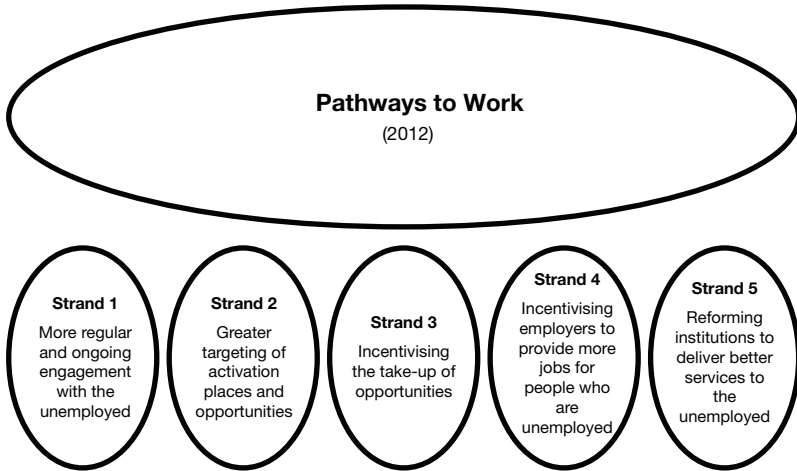 Pathways to Work
(2012)
Strand 1
More regular
and ongoing
engagement
with the
unemployed
Strand 2
Greater
targeting of
activation
places and
opportunities
Strand 3
Incentivising
the take-up of
opportunities
Strand 4
Incentivising
employers to
provide more
jobs for
people who
are
unemployed
Strand 5
Reforming
institutions to
deliver better
services to
the
unemployed